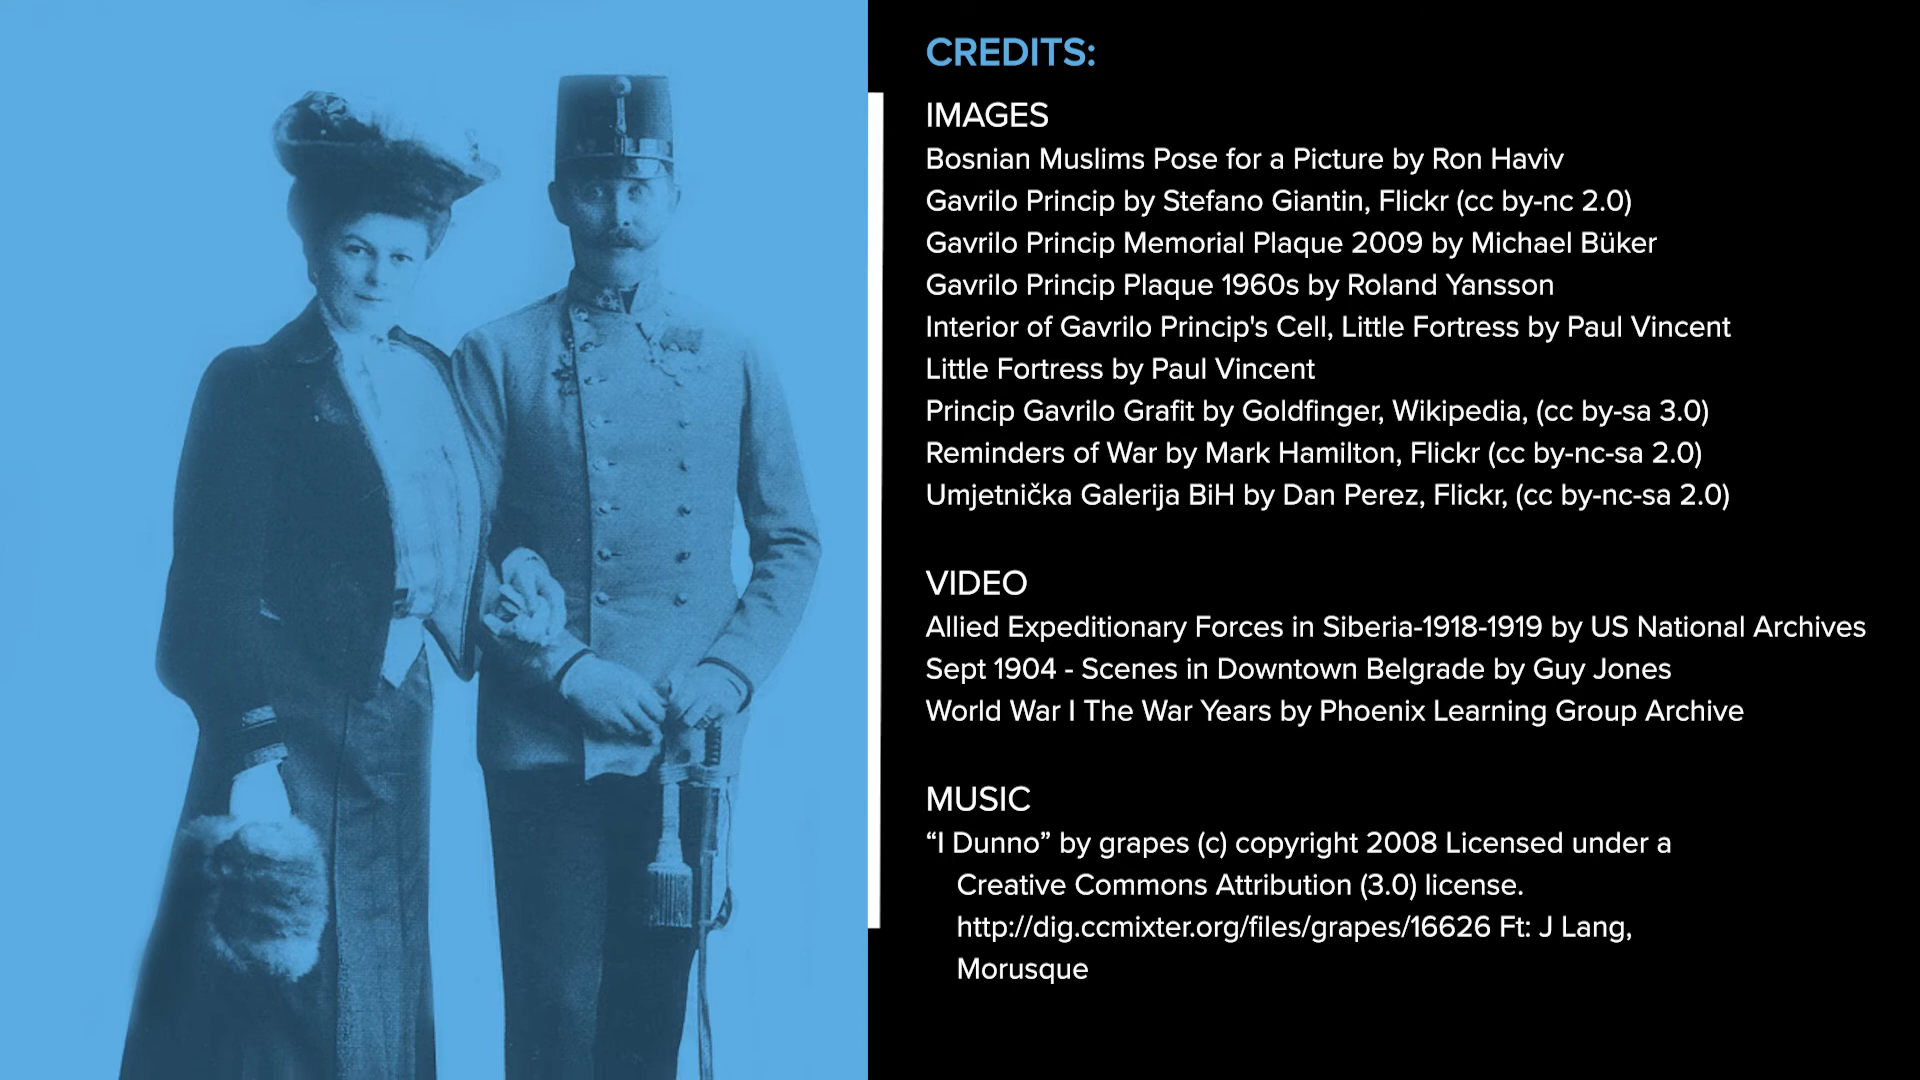 CREDITS:
IMAGES
Bosnian Muslims Pose for a Picture by Ron Haviv
Gavrilo Princip by Stefano Giantin, Flickr (cc by-nc 2.0)
Gavrilo Princip Memorial Plaque 2009 by Michael Büker
Gavrilo Princip Plaque 1960s by Roland Yansson
Interior of Gavrilo Princip's Cell, Little Fortress by Paul Vincent
Little Fortress by Paul Vincent
Princip Gavrilo Grafit by Goldfinger, Wikipedia, (cc by-sa 3.0)
Reminders of War by Mark Hamilton, Flickr (cc by-nc-sa 2.0)
Umjetnička Galerija BiH by Dan Perez, Flickr, (cc by-nc-sa 2.0)
VIDEO
Allied Expeditionary Forces in Siberia-1918-1919 by US National Archives
Sept 1904 - Scenes in Downtown Belgrade by Guy Jones
World War I The War Years by Phoenix Learning Group Archive
MUSIC
“I Dunno” by grapes (c) copyright 2008 Licensed under a
Creative Commons Attribution (3.0) license.
http://dig.ccmixter.org/files/grapes/16626 Ft: J Lang,
Morusque